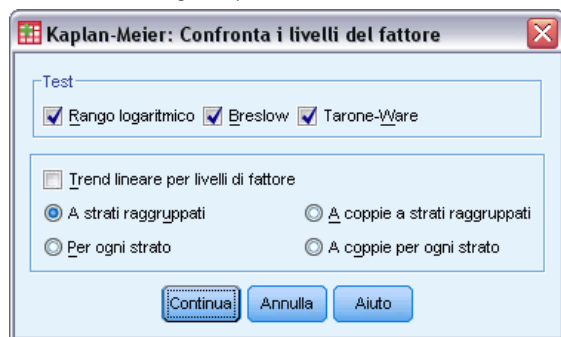 Kaplan-Meier: Confronta i livelli del fattore
Test
Rango logaritmico Breslow Tarone-Ware
Trend lineare per livelli di fattore
A strati raggruppati A coppie a strati raggruppati
Per ogni strato A coppie per ogni strato
Continua Annulla Aiuto